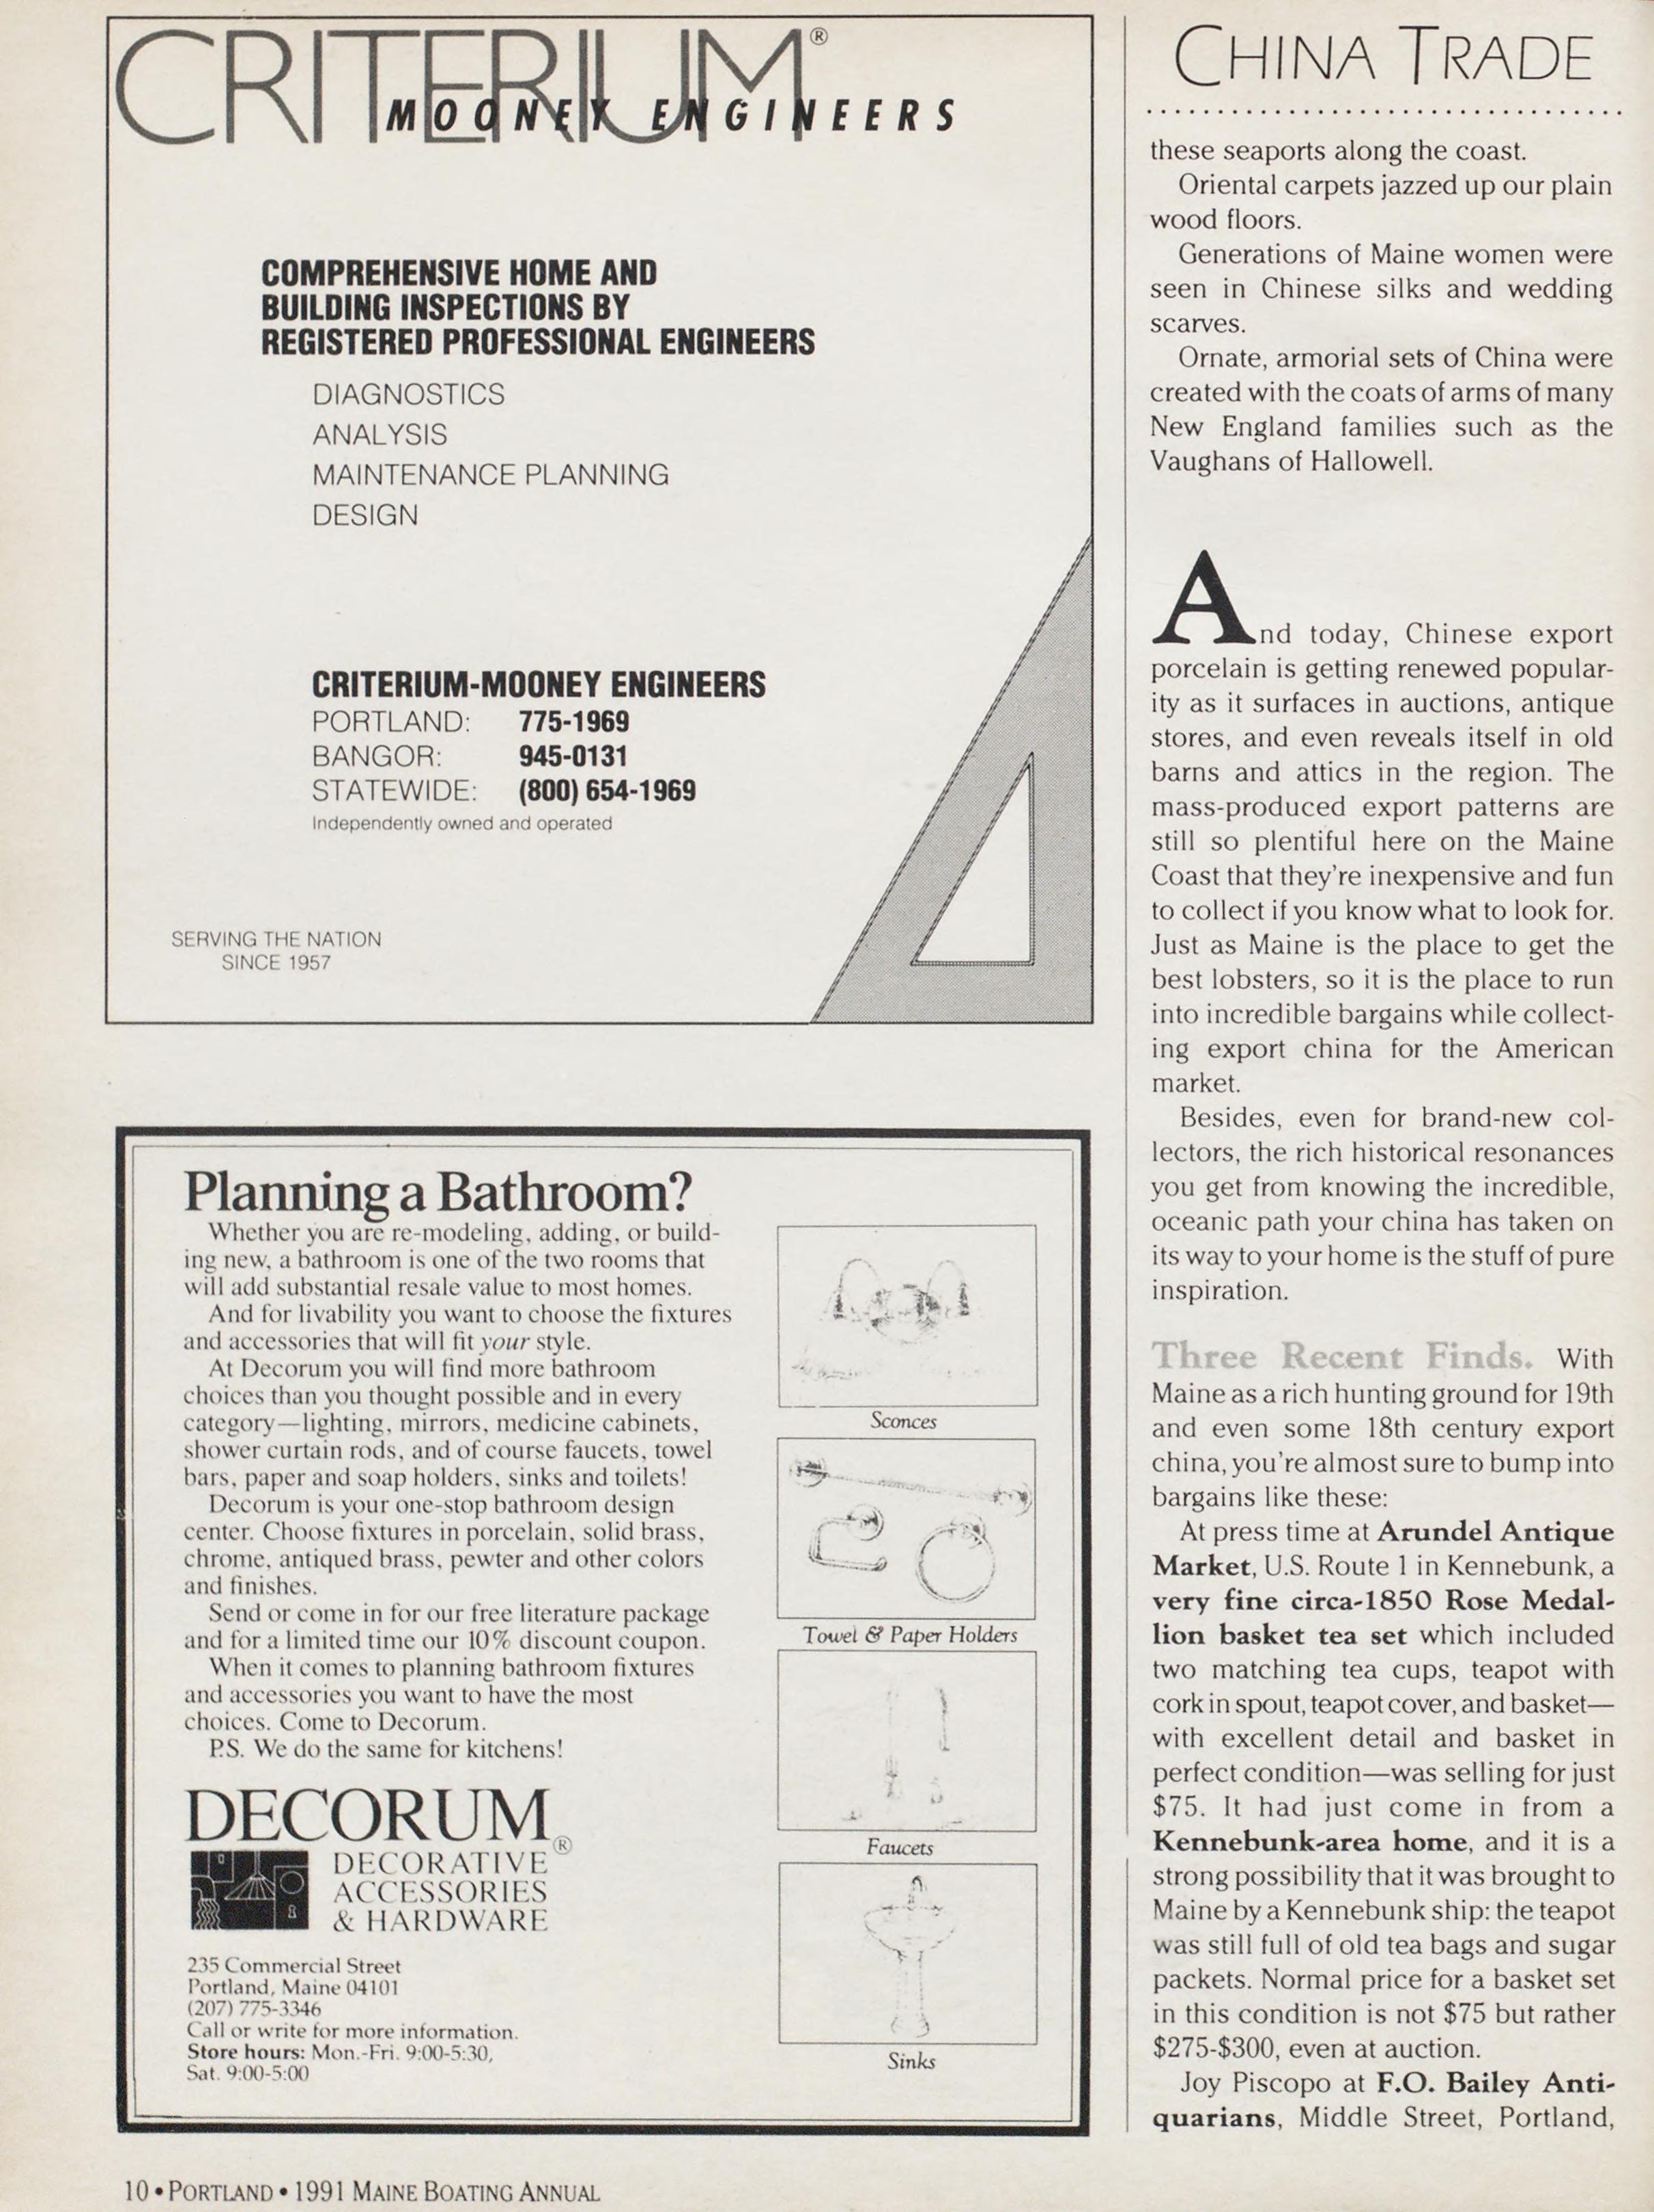 CRITERIUM®
MOONEY ENGINEERS
COMPREHENSIVE HOME AND
BUILDING INSPECTIONS BY
REGISTERED PROFESSIONAL ENGINEERS
DIAGNOSTICS
ANALYSIS
MAINTENANCE PLANNING
DESIGN
CRITERIUM-MOONEY ENGINEERS
PORTLAND: 775-1969
BANGOR: 945-0131
STATEWIDE: (800) 654-1969
Independently owned and operated
SERVING THE NATION
SINCE 1957
Planning a Bathroom?
Whether you are re-modeling, adding, or build-
ing new, a bathroom is one of the two rooms that
will add substantial resale value to most homes.
And for livability you want to choose the fixtures
and accessories that will fit your style.
At Decorum you will find more bathroom
choices than you thought possible and in every
category—lighting, mirrors, medicine cabinets,
shower curtain rods, and of course faucets, towel
bars, paper and soap holders, sinks and toilets!
Decorum is your one-stop bathroom design
center. Choose fixtures in porcelain, solid brass,
chrome, antiqued brass, pewter and other colors
and finishes.
Send or come in for our free literature package
and for a limited time our 10% discount coupon.
When it comes to planning bathroom fixtures
and accessories you want to have the most
choices. Come to Decorum.
P.S. We do the same for kitchens!
DECORUM®
DECORATIVE
ACCESSORIES
& HARDWARE
235 Commercial Street
Portland, Maine 04101
(207) 775-3346
Call or write for more information.
Store hours: Mon.-Fri. 9:00-5:30,
Sat. 9:00-5:00
Sconces
Towel & Paper Holders
Faucets
Sinks
CHINA TRADE
these seaports along the coast.
Oriental carpets jazzed up our plain
wood floors.
Generations of Maine women were
seen in Chinese silks and wedding
scarves.
Ornate, armorial sets of China were
created with the coats of arms of many
New England families such as the
Vaughans of Hallowell.
And today, Chinese export
porcelain is getting renewed popular-
ity as it surfaces in auctions, antique
stores, and even reveals itself in old
barns and attics in the region. The
mass-produced export patterns are
still so plentiful here on the Maine
Coast that they're inexpensive and fun
to collect if you know what to look for.
Just as Maine is the place to get the
best lobsters, so it is the place to run
into incredible bargains while collect-
ing export china for the American
market.
Besides, even for brand-new col-
lectors, the rich historical resonances
you get from knowing the incredible,
oceanic path your china has taken on
its way to your home is the stuff of pure
inspiration.
Three Recent Finds. With
Maine as a rich hunting ground for 19th
and even some 18th century export
china, you're almost sure to bump into
bargains like these:
At press time at Arundel Antique
Market, U.S. Route 1 in Kennebunk, a
very fine circa-1850 Rose Medal-
lion basket tea set which included
two matching tea cups, teapot with
cork in spout, teapot cover, and basket—
with excellent detail and basket in
perfect condition—was selling for just
$75. It had just come in from a
Kennebunk-area home, and it is a
strong possibility that it was brought to
Maine by a Kennebunk ship: the teapot
was still full of old tea bags and sugar
packets. Normal price for a basket set
in this condition is not $75 but rather
$275-$300, even at auction.
Joy Piscopo at F.O. Bailey Anti-
quarians, Middle Street, Portland,
10 • PORTLAND • 1991 MAINE BOATING ANNUAL